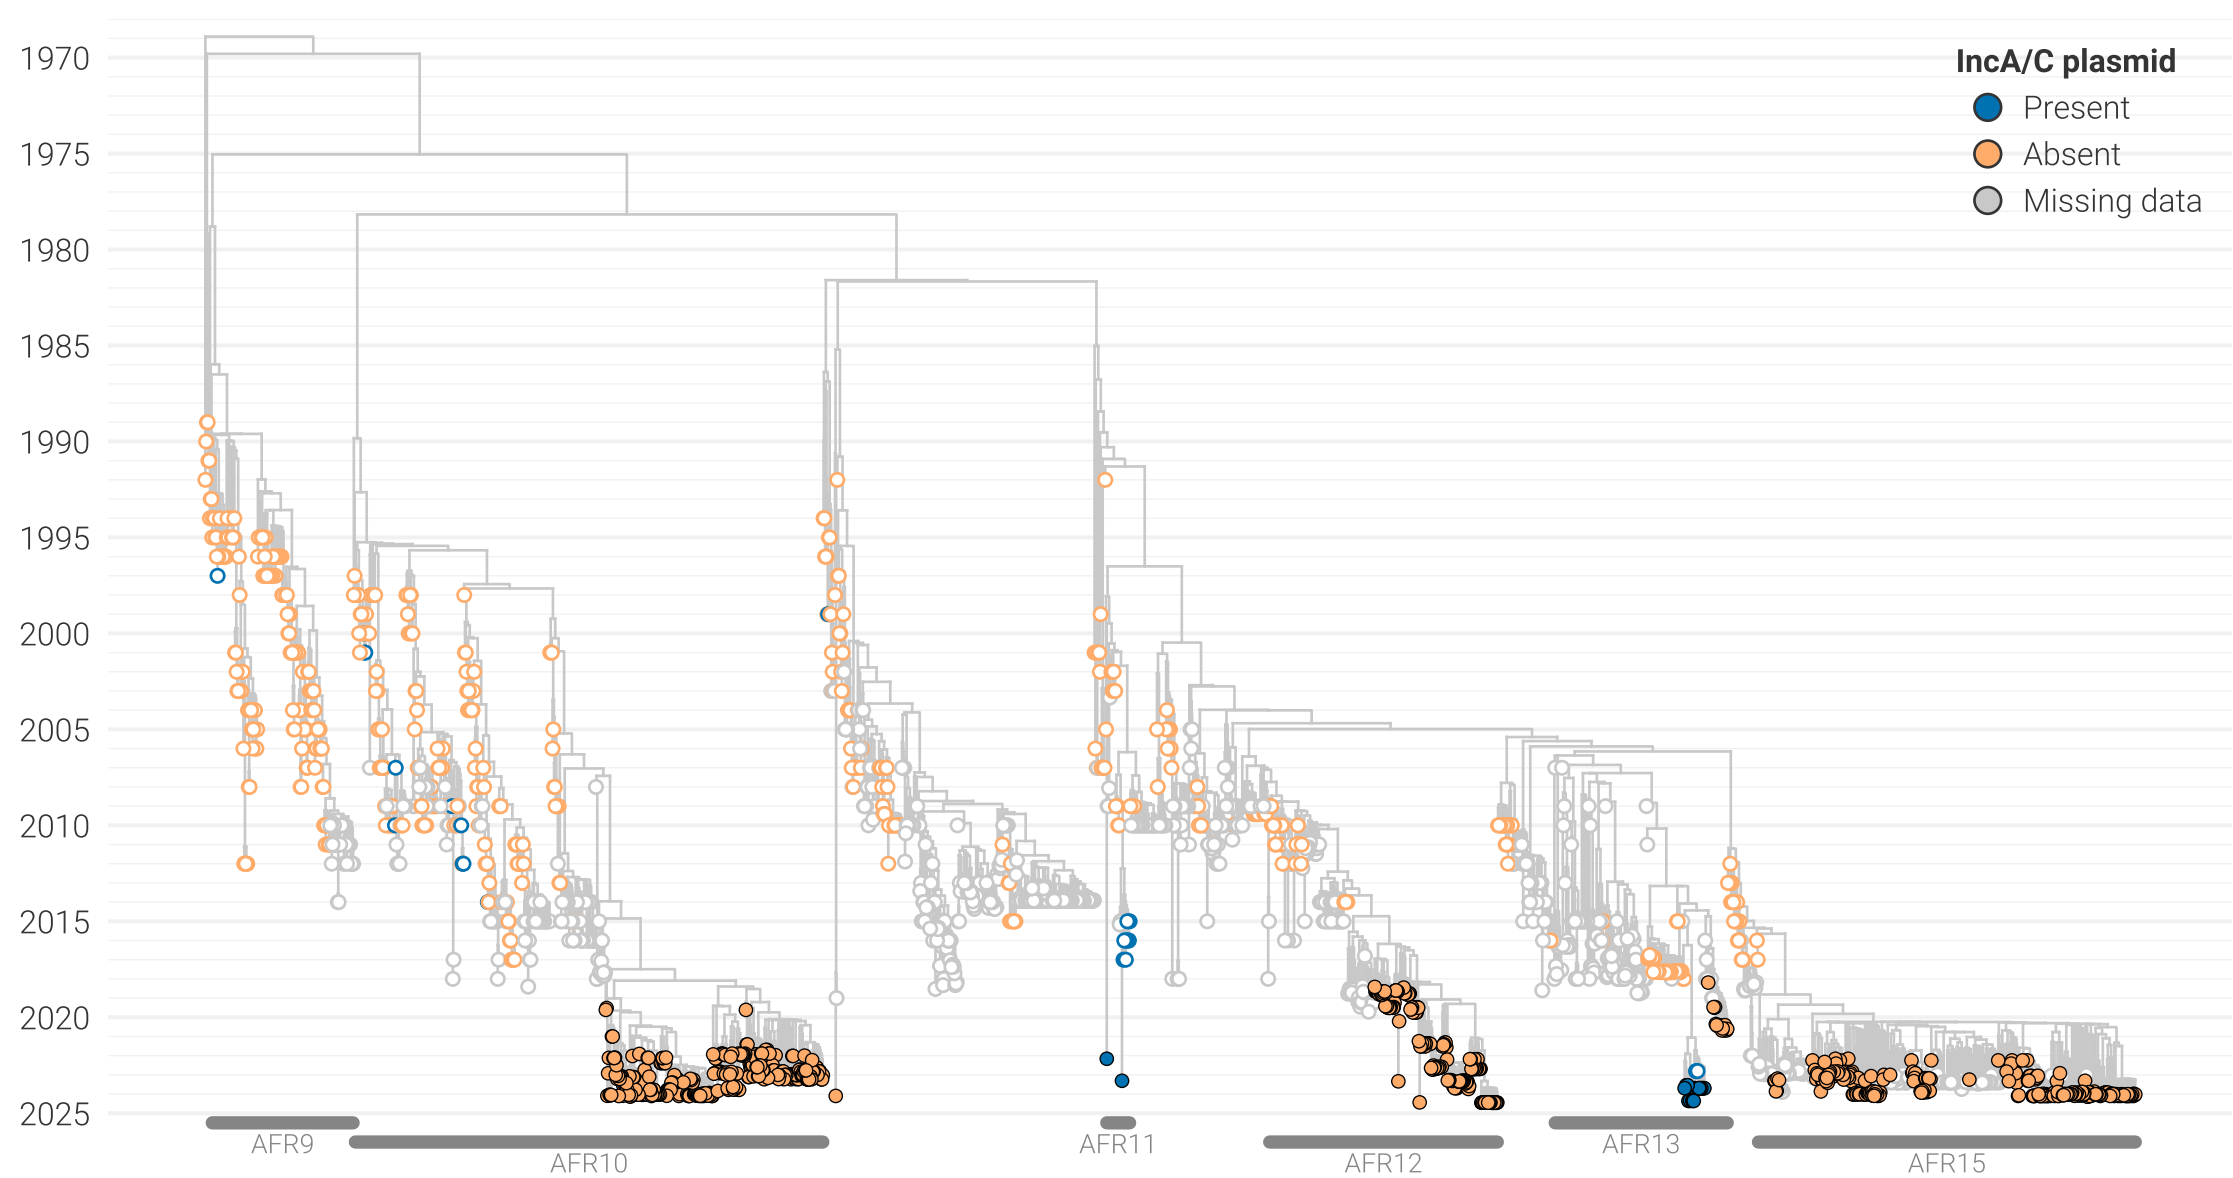 IncA/C plasmid
Present
Absent
Missing data
1970
1975
1980
1985
1990
1995
2000
2005
2010
2015
2020
2025
AFR9
AFR10
AFR11
AFR12
AFR13
AFR15